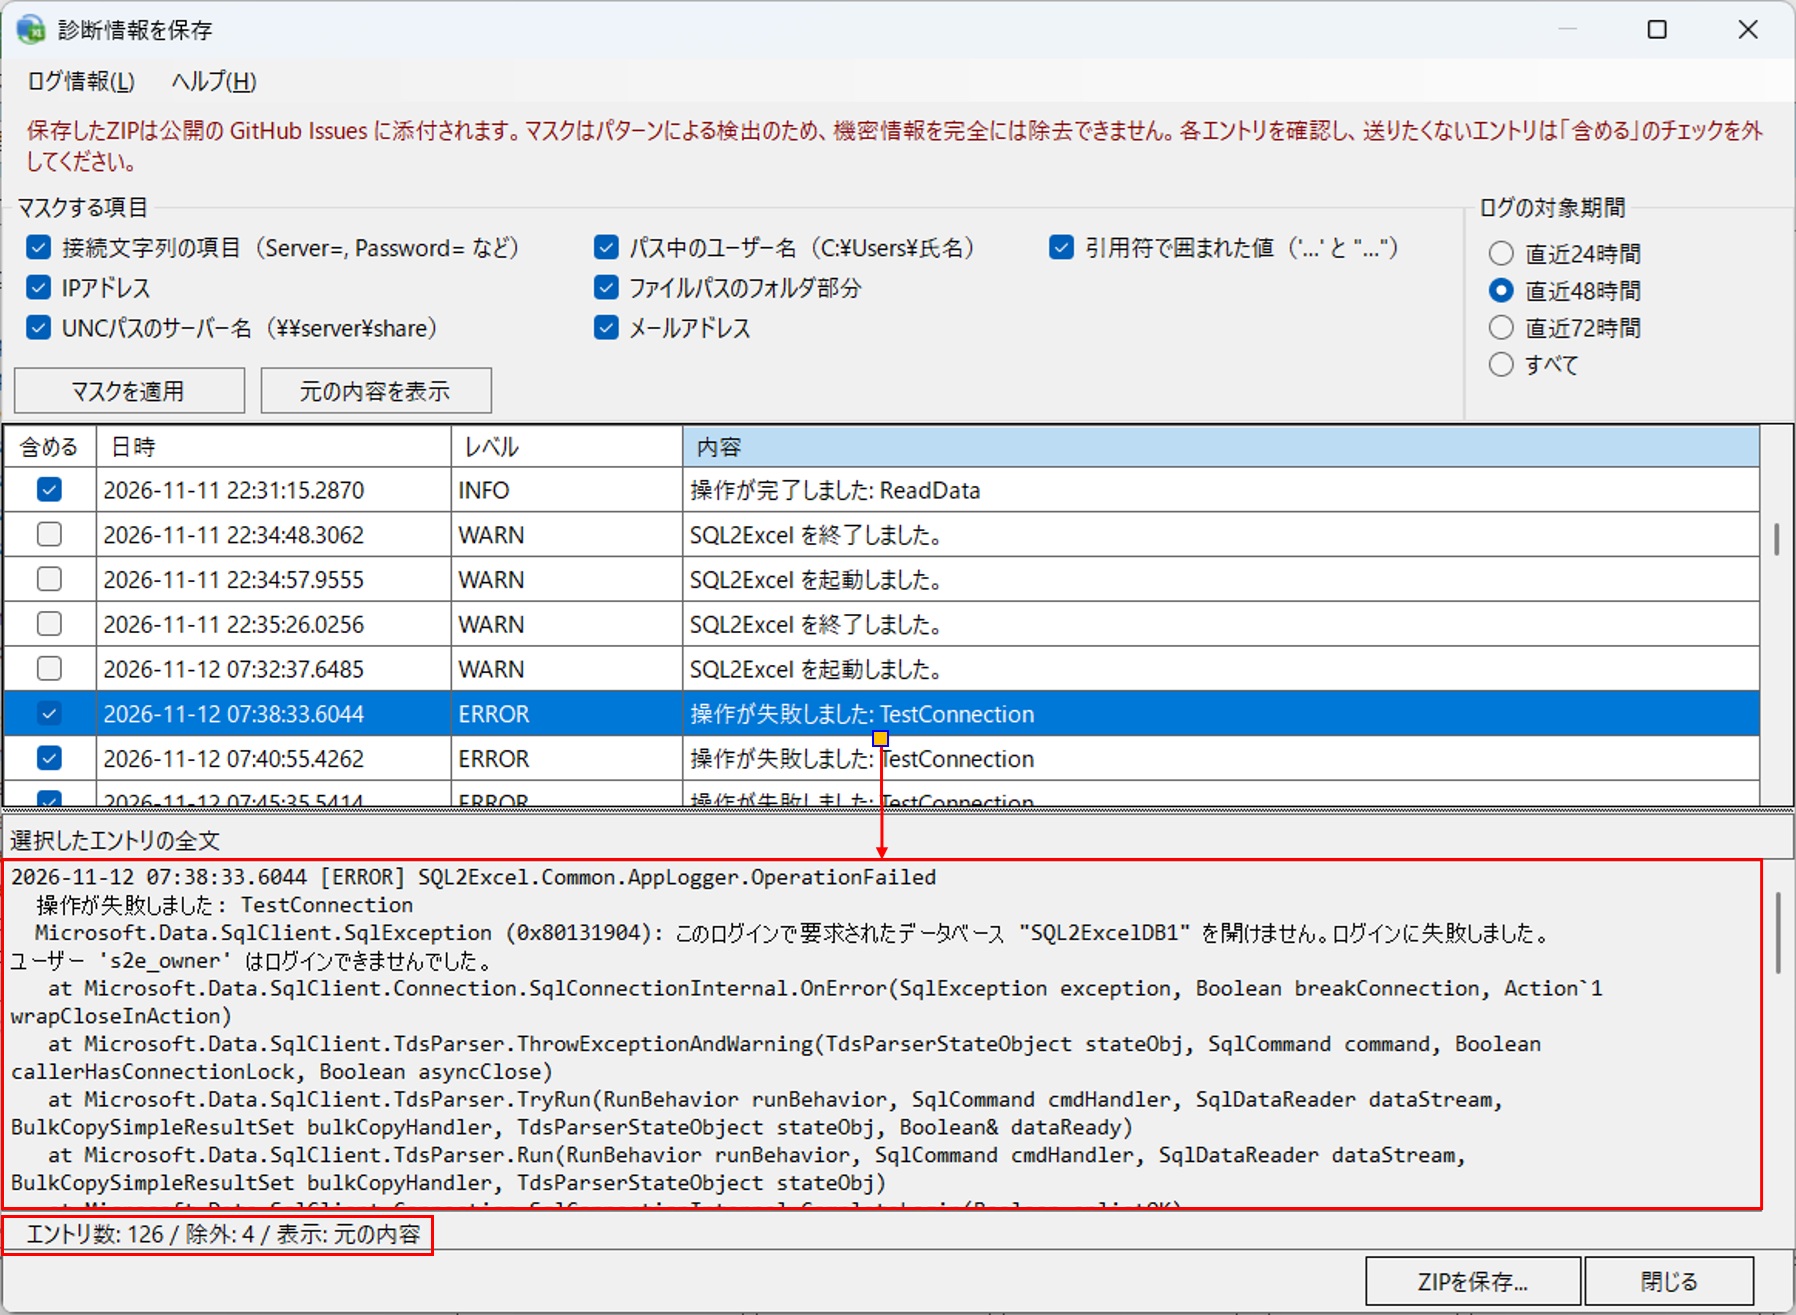 診断情報を保存
ログ情報(L) ヘルプ(H)
保存したZIPは公開の GitHub Issues に添付されます。マスクはパターンによる検出のため、機密情報を完全には除去できません。各エントリを確認し、送りたくないエントリは「含める」のチェックを外
してください。
マスクする項目
接続文字列の項目（Server=, Password= など） パス中のユーザー名（C:¥Users¥氏名） 引用符で囲まれた値（'...' と "..."）
IPアドレス ファイルパスのフォルダ部分
UNCパスのサーバー名（¥¥server¥share） メールアドレス
マスクを適用 元の内容を表示
ログの対象期間
直近24時間
直近48時間
直近72時間
すべて
含める 日時 レベル 内容
2026-11-11 22:31:15.2870 INFO 操作が完了しました: ReadData
2026-11-11 22:34:48.3062 WARN SQL2Excel を終了しました。
2026-11-11 22:34:57.9555 WARN SQL2Excel を起動しました。
2026-11-11 22:35:26.0256 WARN SQL2Excel を終了しました。
2026-11-12 07:32:37.6485 WARN SQL2Excel を起動しました。
2026-11-12 07:38:33.6044 ERROR 操作が失敗しました: TestConnection
2026-11-12 07:40:55.4262 ERROR 操作が失敗しました: TestConnection
2026-11-12 07:45:35.5414 ERROR 操作が失敗しました: TestConnection
選択したエントリの全文
2026-11-12 07:38:33.6044 [ERROR] SQL2Excel.Common.AppLogger.OperationFailed
操作が失敗しました: TestConnection
Microsoft.Data.SqlClient.SqlException (0x80131904): このログインで要求されたデータベース "SQL2ExcelDB1" を開けません。ログインに失敗しました。
ユーザー 's2e_owner' はログインできませんでした。
at Microsoft.Data.SqlClient.Connection.SqlConnectionInternal.OnError(SqlException exception, Boolean breakConnection, Action`1
wrapCloseInAction)
at Microsoft.Data.SqlClient.TdsParser.ThrowExceptionAndWarning(TdsParserStateObject stateObj, SqlCommand command, Boolean
callerHasConnectionLock, Boolean asyncClose)
at Microsoft.Data.SqlClient.TdsParser.TryRun(RunBehavior runBehavior, SqlCommand cmdHandler, SqlDataReader dataStream,
BulkCopySimpleResultSet bulkCopyHandler, TdsParserStateObject stateObj, Boolean& dataReady)
at Microsoft.Data.SqlClient.TdsParser.Run(RunBehavior runBehavior, SqlCommand cmdHandler, SqlDataReader dataStream,
BulkCopySimpleResultSet bulkCopyHandler, TdsParserStateObject stateObj)
エントリ数: 126 / 除外: 4 / 表示: 元の内容
ZIPを保存... 閉じる